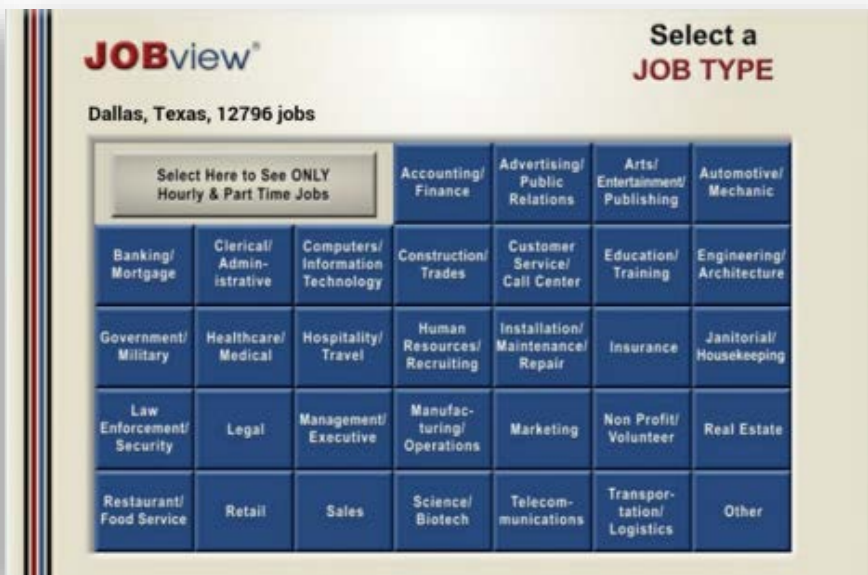 JOBview®
Select a
JOB TYPE
Dallas, Texas, 12796 jobs
Select Here to See ONLY
Hourly & Part Time Jobs
Accounting/
Finance
Advertising/
Public
Relations
Arts/
Entertainment/
Publishing
Automotive/
Mechanic
Banking/
Mortgage
Clerical/
Admin-
istrative
Computers/
Information
Technology
Construction/
Trades
Customer
Service/
Call Center
Education/
Training
Engineering/
Architecture
Government/
Military
Healthcare/
Medical
Hospitality/
Travel
Human
Resources/
Recruiting
Installation/
Maintenance/
Repair
Insurance
Janitorial/
Housekeeping
Law
Enforcement/
Security
Legal
Management/
Executive
Manufac-
turing/
Operations
Marketing
Non Profit/
Volunteer
Real Estate
Restaurant/
Food Service
Retail
Sales
Science/
Biotech
Telecom-
munications
Transpor-
tation/
Logistics
Other